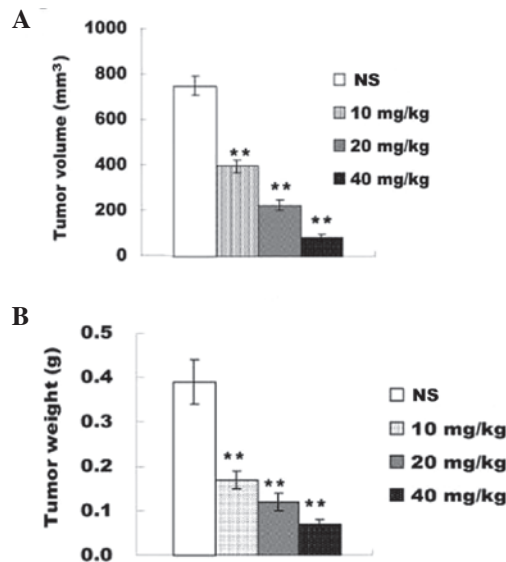 A
1000
800
600
400
200
0
Tumor volume (mm³)
**
**
**
NS
10 mg/kg
20 mg/kg
40 mg/kg
B
0.5
0.4
0.3
0.2
0.1
0.0
Tumor weight (g)
**
**
**
NS
10 mg/kg
20 mg/kg
40 mg/kg